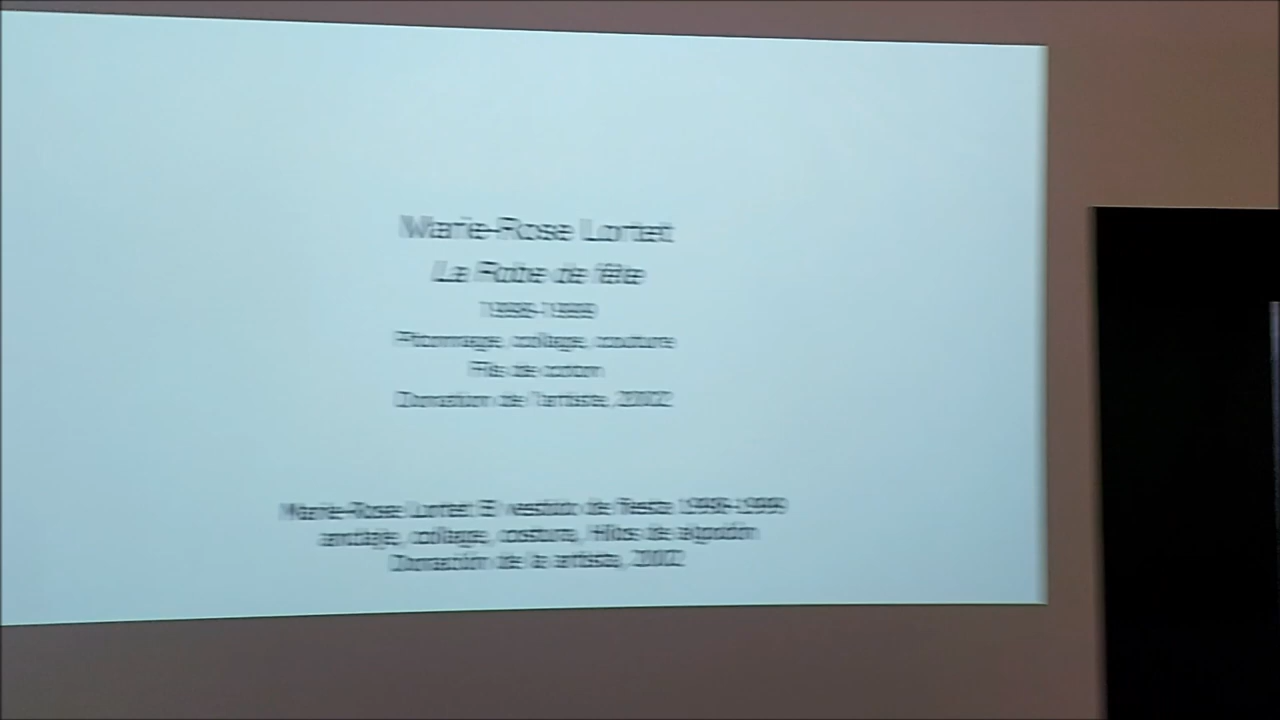 Marie-Rose Lortet
La Robe de fête
1998-1999
collage, couture
Fils de coton
Donation de l'artiste, 2002
Marie-Rose Lortet El vestido de fiesta 1998-1999
collage, costura, Hilos de algodón
Donación de la artista, 2002